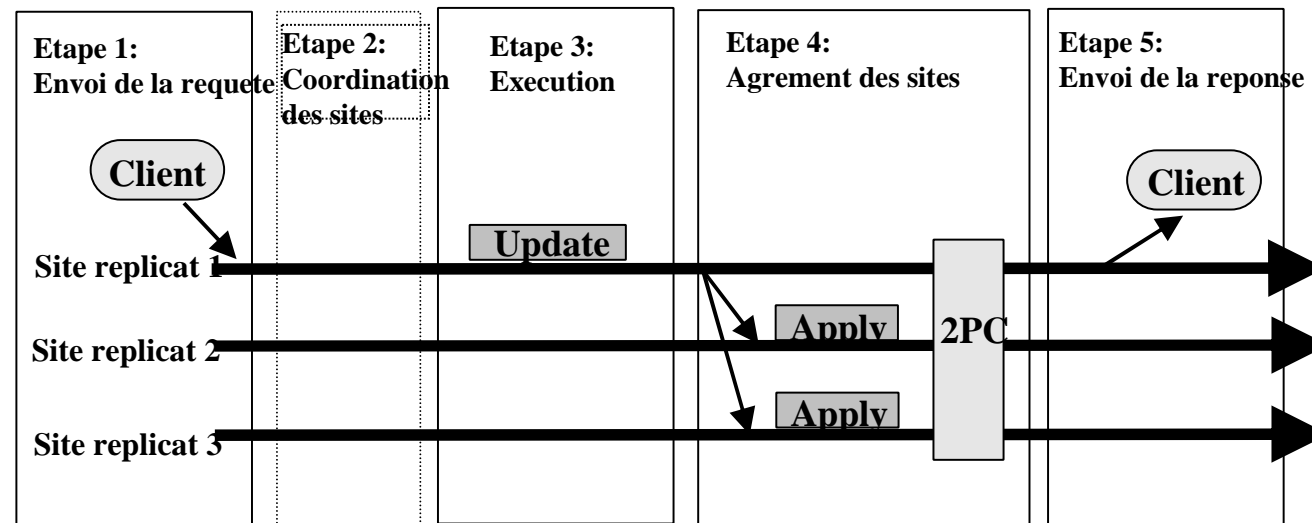 Etape 1:
Envoi de la requete
Etape 2:
Coordination
des sites
Etape 3:
Execution
Etape 4:
Agrement des sites
Etape 5:
Envoi de la reponse
Client
Client
Update
Site replicat 1
Apply
2PC
Site replicat 2
Apply
Site replicat 3